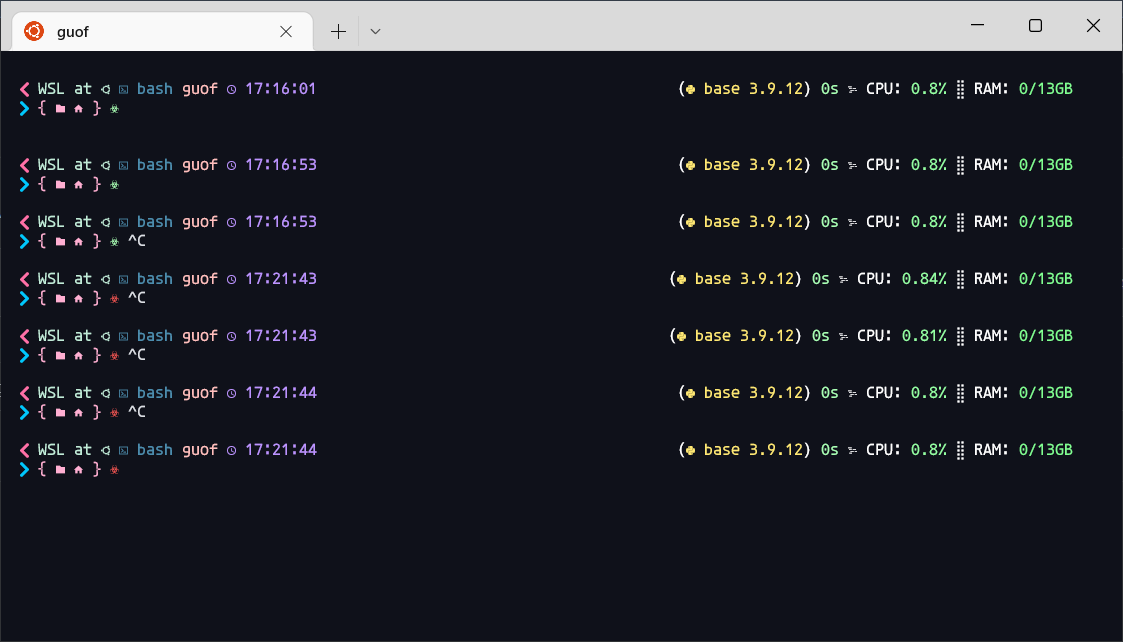 guof
WSL at bash guof 17:16:01 (base 3.9.12) 0s CPU: 0.8% RAM: 0/13GB
{ }
WSL at bash guof 17:16:53 (base 3.9.12) 0s CPU: 0.8% RAM: 0/13GB
{ }
WSL at bash guof 17:16:53 (base 3.9.12) 0s CPU: 0.8% RAM: 0/13GB
{ } ^C
WSL at bash guof 17:21:43 (base 3.9.12) 0s CPU: 0.84% RAM: 0/13GB
{ } ^C
WSL at bash guof 17:21:43 (base 3.9.12) 0s CPU: 0.81% RAM: 0/13GB
{ } ^C
WSL at bash guof 17:21:44 (base 3.9.12) 0s CPU: 0.8% RAM: 0/13GB
{ } ^C
WSL at bash guof 17:21:44 (base 3.9.12) 0s CPU: 0.8% RAM: 0/13GB
{ }